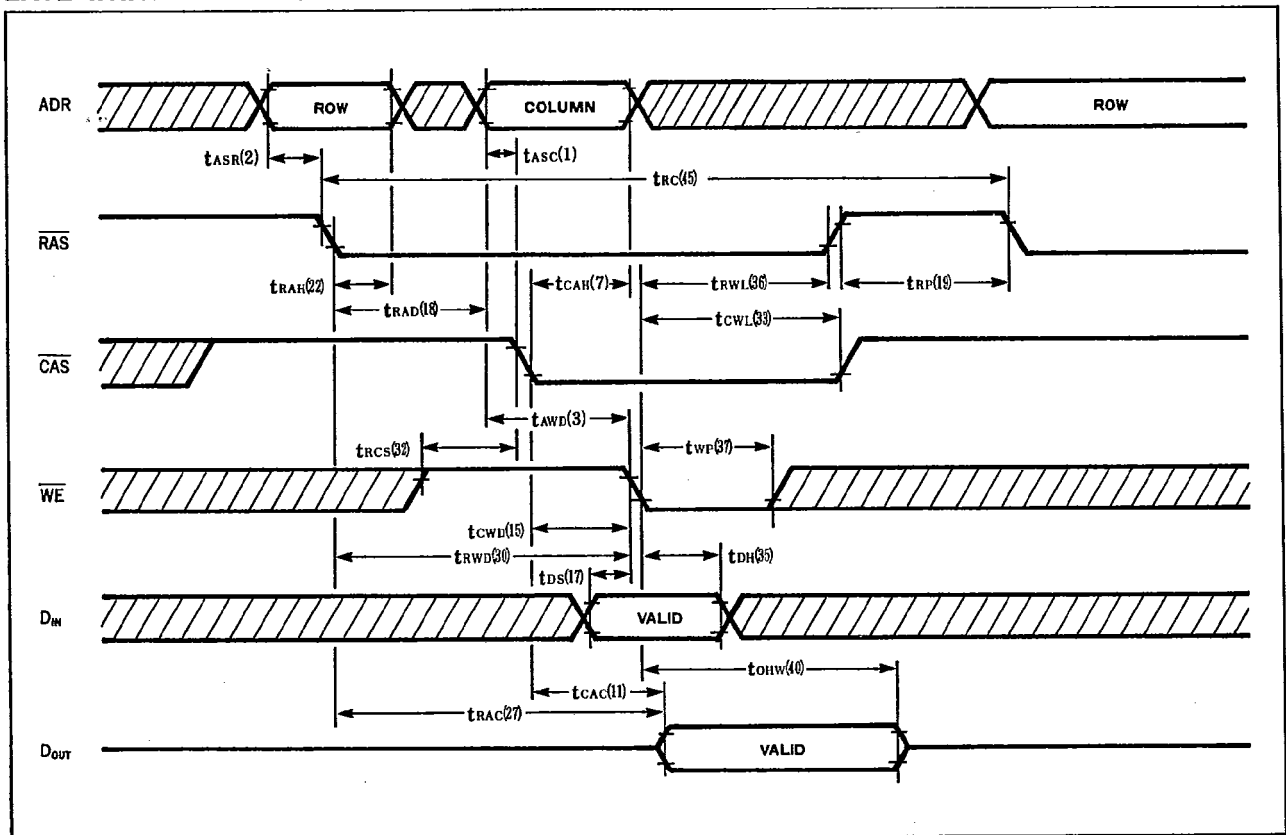 ADR
ROW
COLUMN
ROW
tASR(2)
tASC(1)
tRC(45)
RAS
tRAH(22)
tCAH(7)
tRWL(36)
tRP(19)
tRAD(18)
tCWL(33)
CAS
tAWD(3)
tRCS(32)
tWP(37)
WE
tCWD(15)
tRWD(30)
tDH(35)
tDS(17)
DIN
VALID
tOHW(40)
tCAC(11)
tRAC(27)
DOUT
VALID